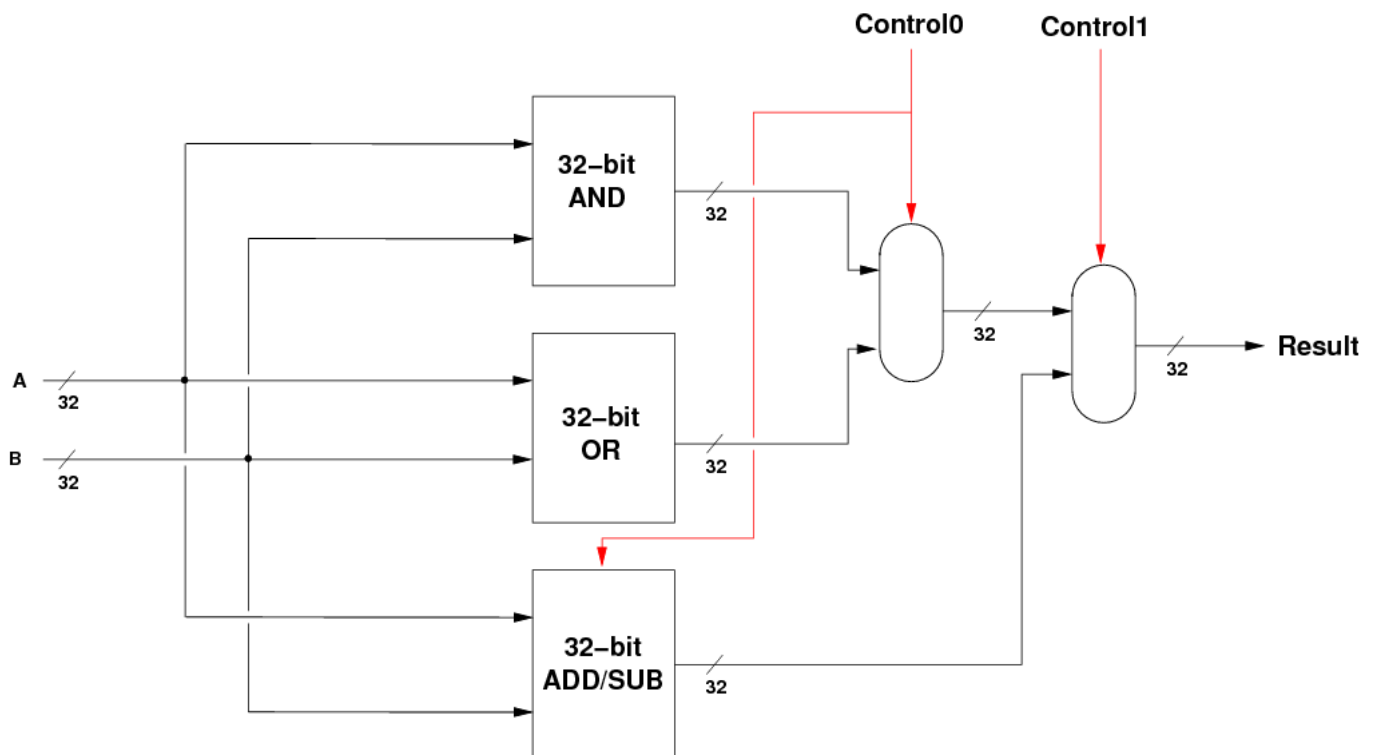 Control0
Control1
32–bit
AND
32
32
Result
A
32
32
32–bit
OR
32
B
32
32–bit
ADD/SUB
32